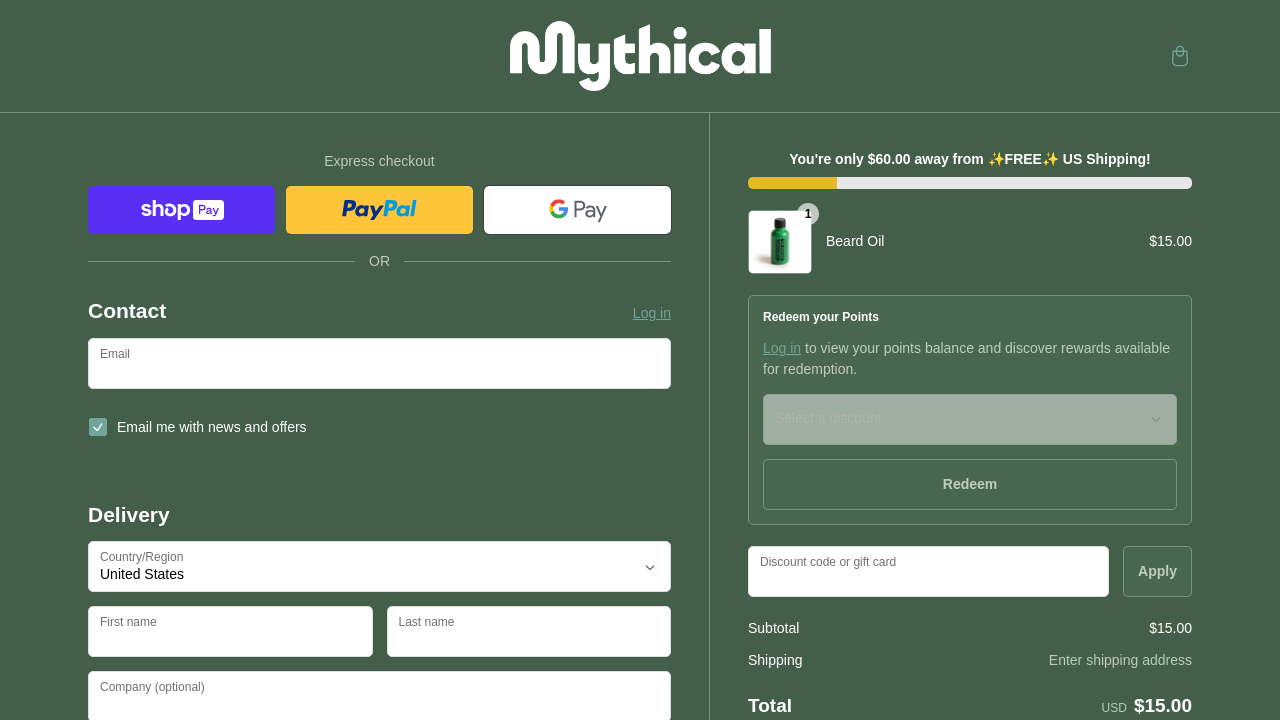 Mythical
Express checkout
shop Pay
PayPal
G Pay
OR
Contact
Log in
Email
Email me with news and offers
Delivery
Country/Region
United States
First name
Last name
Company (optional)
You're only $60.00 away from ✨FREE✨ US Shipping!
1
Beard Oil
$15.00
Redeem your Points
Log in to view your points balance and discover rewards available
for redemption.
Select a discount
Redeem
Discount code or gift card
Apply
Subtotal
$15.00
Shipping
Enter shipping address
Total
USD $15.00